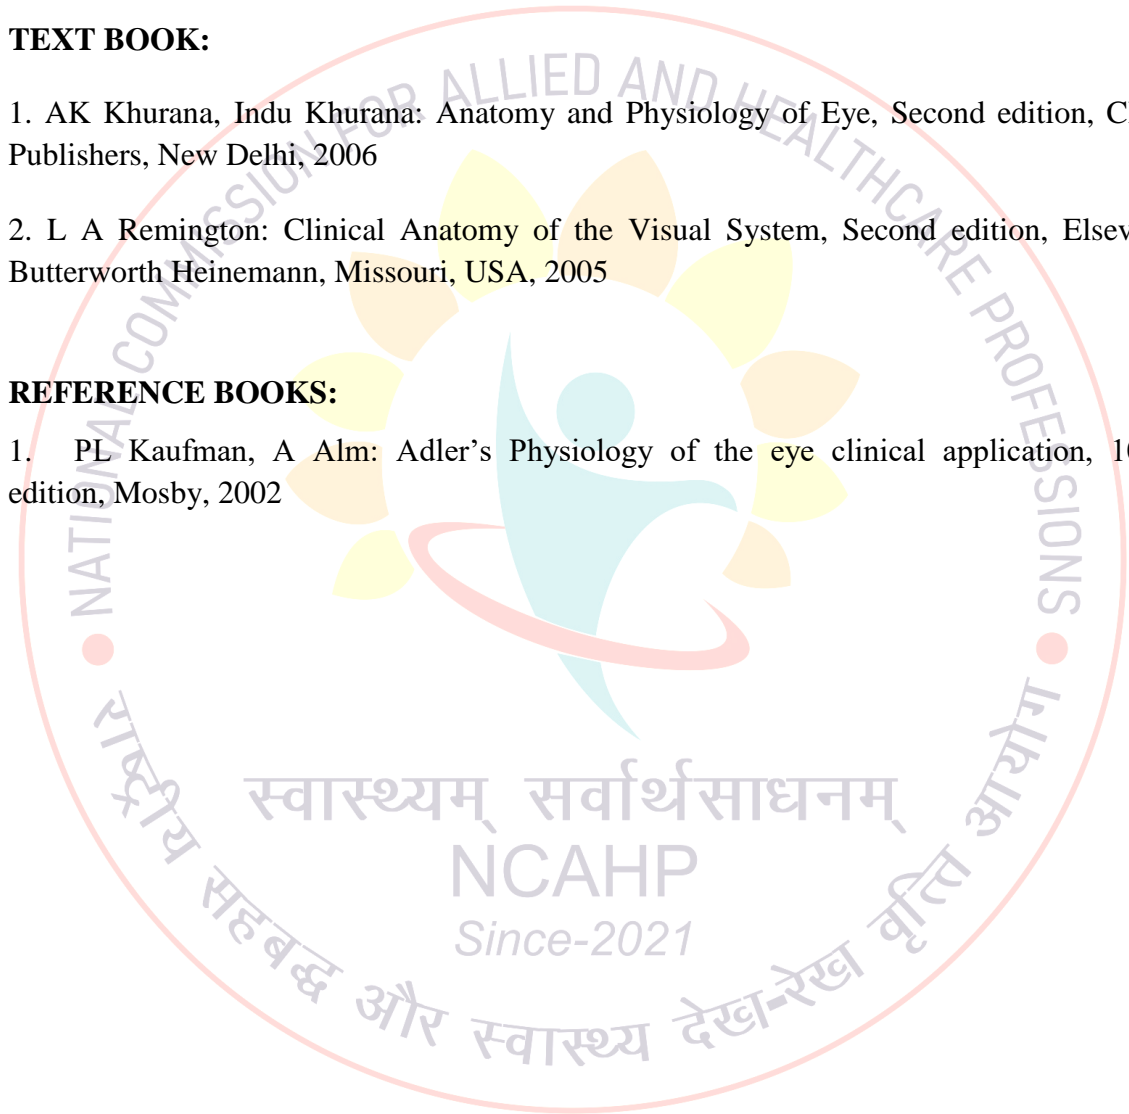 TEXT BOOK:
1. AK Khurana, Indu Khurana: Anatomy and Physiology of Eye, Second edition,
Publishers, New Delhi, 2006
2. L A Remington: Clinical Anatomy of the Visual System, Second edition,
Butterworth Heinemann, Missouri, USA, 2005
REFERENCE BOOKS:
1. PL Kaufman, A Alm: Adler’s Physiology of the eye clinical application,
edition, Mosby, 2002
NATIONAL COMMISSION FOR ALLIED AND HEALTHCARE PROFESSIONS
स्वास्थ्यम् सर्वार्थसाधनम्
NCAHP
Since-2021
राष्ट्रीय सहबद्ध और स्वास्थ्य देख-रेख वृत्ति आयोग